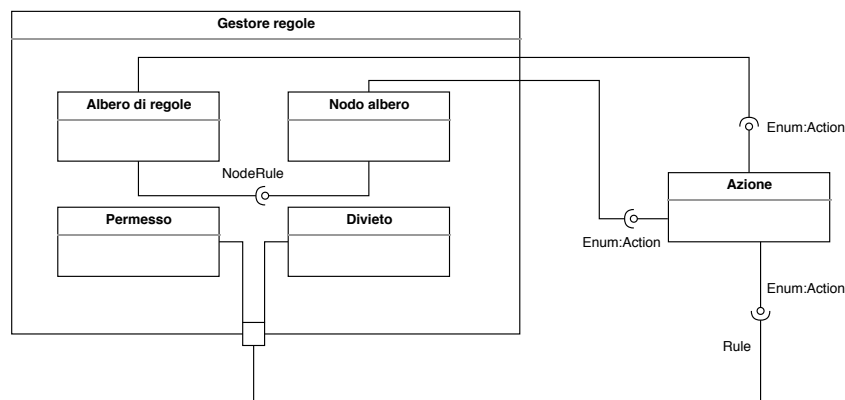 Gestore regole
Albero di regole
Nodo albero
Enum:Action
NodeRule
Azione
Permesso
Divieto
Enum:Action
Enum:Action
Rule